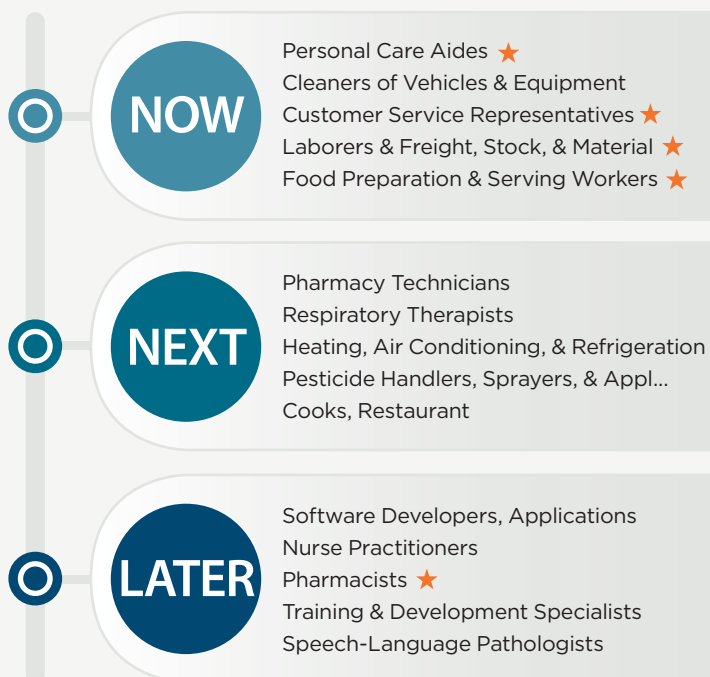 NOW
Personal Care Aides
Cleaners of Vehicles & Equipment
Customer Service Representatives
Laborers & Freight, Stock, & Material
Food Preparation & Serving Workers
NEXT
Pharmacy Technicians
Respiratory Therapists
Heating, Air Conditioning, & Refrigeration
Pesticide Handlers, Sprayers, & Appl...
Cooks, Restaurant
LATER
Software Developers, Applications
Nurse Practitioners
Pharmacists
Training & Development Specialists
Speech-Language Pathologists